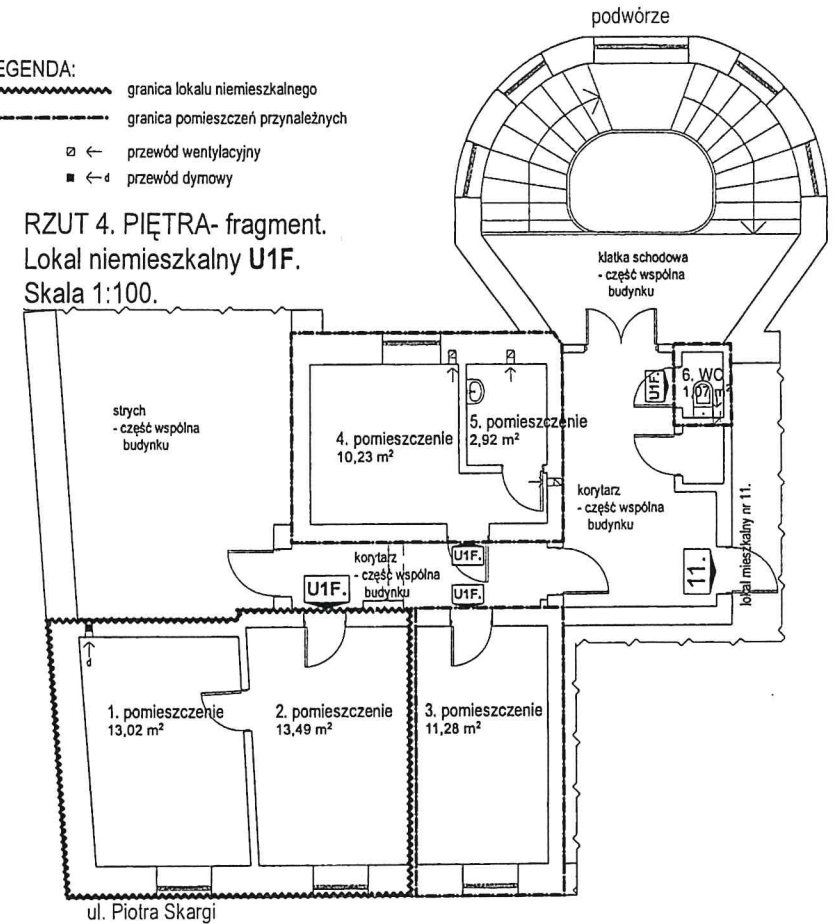 podwórze
EGENDA:
granica lokalu niemieszkalnego
granica pomieszczeń przynależnych
przewód wentylacyjny
d przewód dymowy
RZUT 4. PIĘTRA- fragment.
Lokal niemieszkalny U1F.
Skala 1:100.
klatka schodowa
- część wspólna
budynku
strych
- część wspólna
budynku
4. pomieszczenie
10,23 m²
5. pomieszczenie
2,92 m²
U1F.
6. WC
1,07 m²
korytarz
- część wspólna
budynku
korytarz
- część wspólna
budynku
U1F.
U1F.
U1F.
11.
lokal mieszkalny nr 11.
d
1. pomieszczenie
13,02 m²
2. pomieszczenie
13,49 m²
3. pomieszczenie
11,28 m²
ul. Piotra Skargi